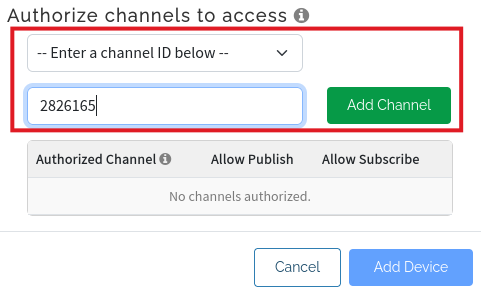 Authorize channels to access
-- Enter a channel ID below --
2826165
Add Channel
Authorized Channel Allow Publish Allow Subscribe
No channels authorized.
Cancel Add Device